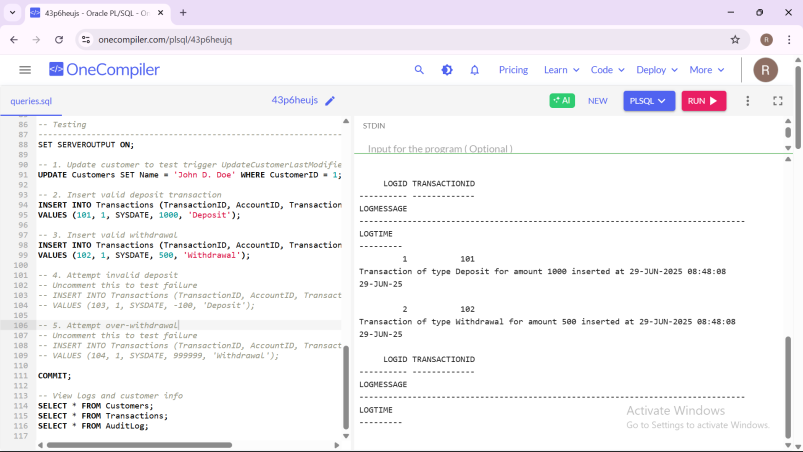 43p6heujs - Oracle PL/SQL - On
onecompiler.com/plsql/43p6heujq
R
OneCompiler
Pricing
Learn
Code
Deploy
More
R
queries.sql
43p6heujs
AI
NEW
PLSQL
RUN
86 -- Testing
87 --------------------------------------------------------------
88 SET SERVEROUTPUT ON;
89
90 -- 1. Update customer to test trigger UpdateCustomerLastModifie
91 UPDATE Customers SET Name = 'John D. Doe' WHERE CustomerID = 1;
92
93 -- 2. Insert valid deposit transaction
94 INSERT INTO Transactions (TransactionID, AccountID, Transaction
95 VALUES (101, 1, SYSDATE, 1000, 'Deposit');
96
97 -- 3. Insert valid withdrawal
98 INSERT INTO Transactions (TransactionID, AccountID, Transaction
99 VALUES (102, 1, SYSDATE, 500, 'Withdrawal');
100
101 -- 4. Attempt invalid deposit
102 -- Uncomment this to test failure
103 -- INSERT INTO Transactions (TransactionID, AccountID, Transact
104 -- VALUES (103, 1, SYSDATE, -100, 'Deposit');
105
106 -- 5. Attempt over-withdrawal
107 -- Uncomment this to test failure
108 -- INSERT INTO Transactions (TransactionID, AccountID, Transact
109 -- VALUES (104, 1, SYSDATE, 999999, 'Withdrawal');
110
111 COMMIT;
112
113 -- View Logs and customer info
114 SELECT * FROM Customers;
115 SELECT * FROM Transactions;
116 SELECT * FROM AuditLog;
117
STDIN
Input for the program ( Optional )
LOGID TRANSACTIONID
---------- -------------
LOGMESSAGE
--------------------------------------------------------------------------------
LOGTIME
---------
1 101
Transaction of type Deposit for amount 1000 inserted at 29-JUN-2025 08:48:08
29-JUN-25
2 102
Transaction of type Withdrawal for amount 500 inserted at 29-JUN-2025 08:48:08
29-JUN-25
LOGID TRANSACTIONID
---------- -------------
LOGMESSAGE
--------------------------------------------------------------------------------
LOGTIME
---------
Activate Windows
Go to Settings to activate Windows.